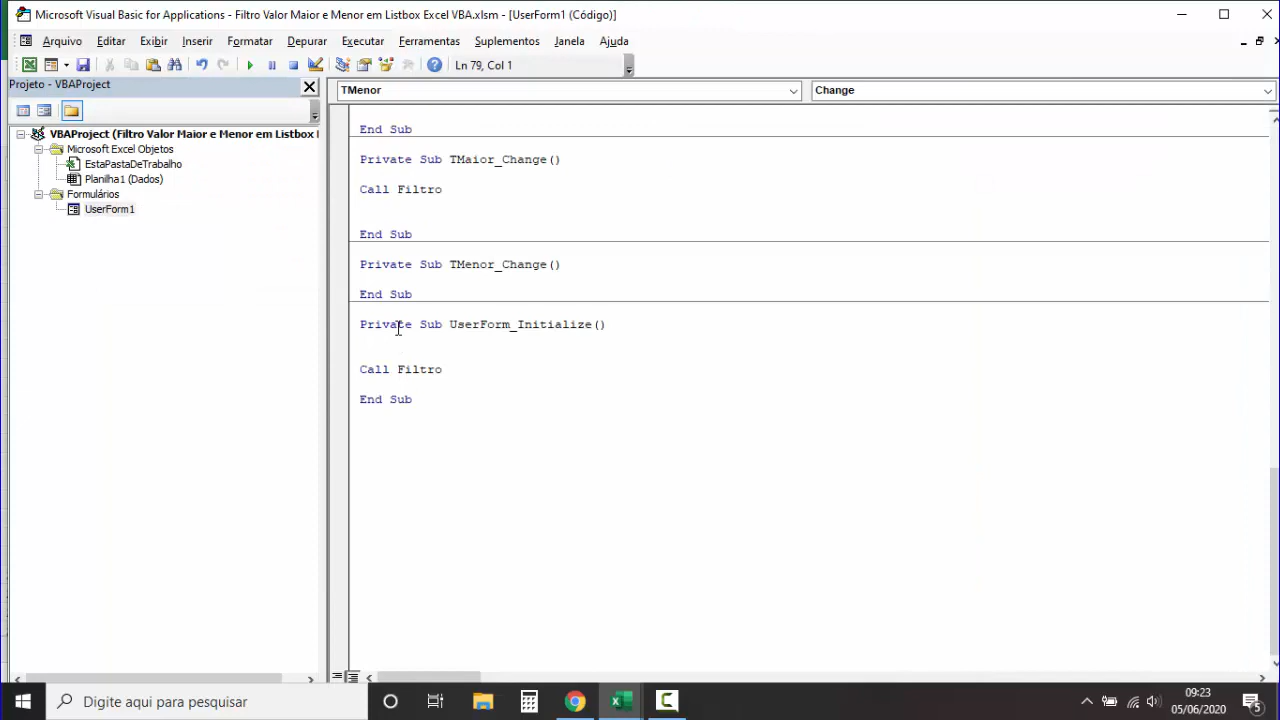 Microsoft Visual Basic for Applications - Filtro Valor Maior e Menor em Listbox Excel VBA.xlsm - [UserForm1 (Código)]
Arquivo Editar Exibir Inserir Formatar Depurar Executar Ferramentas Suplementos Janela Ajuda
Ln 79, Col 1
Projeto - VBAProject
TMenor Change
VBAProject (Filtro Valor Maior e Menor em Listbox
Microsoft Excel Objetos
EstaPastaDeTrabalho
Planilha1 (Dados)
Formulários
UserForm1
End Sub
Private Sub TMaior_Change()
Call Filtro
End Sub
Private Sub TMenor_Change()
End Sub
Private Sub UserForm_Initialize()
Call Filtro
End Sub
Digite aqui para pesquisar
09:23
05/06/2020
5